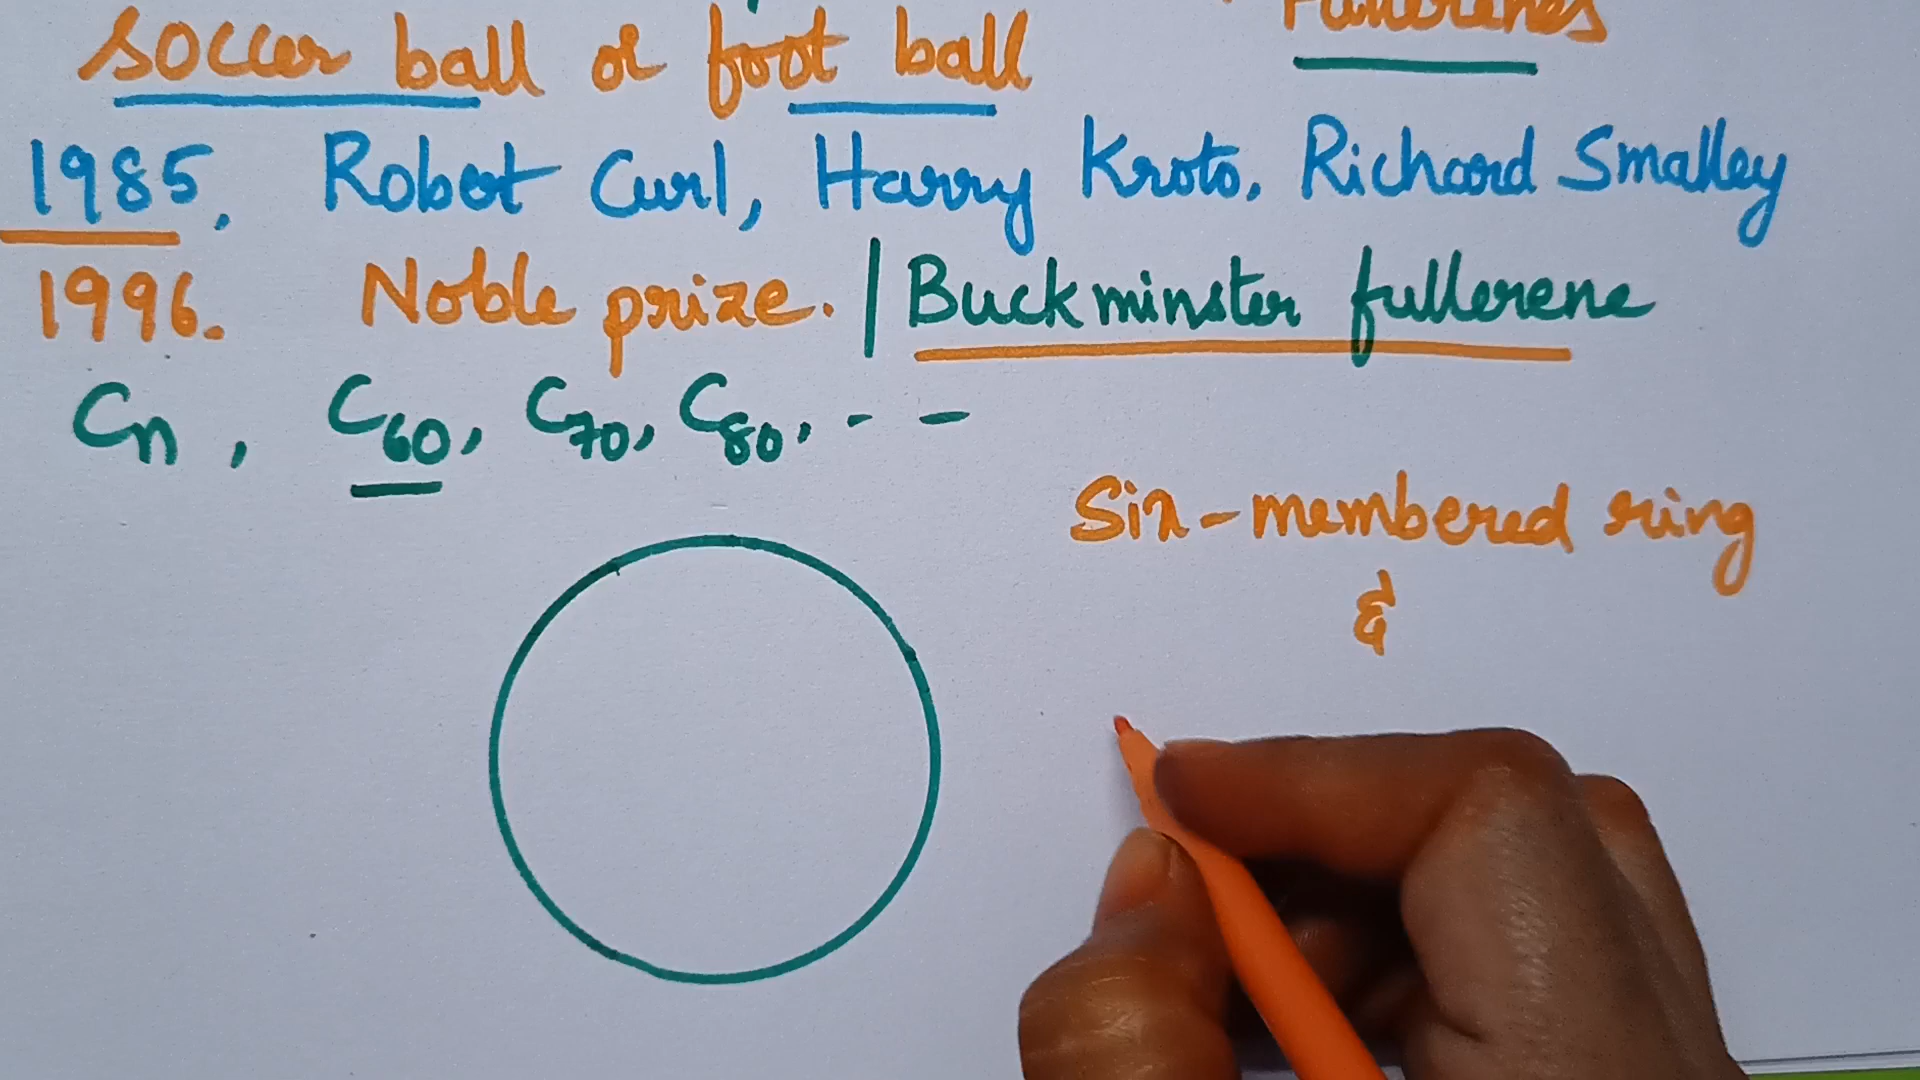 Fullerenes
soccer ball or foot ball
1985, Robert Curl, Harry Kroto, Richard Smalley
1996. Noble prize. | Buckminster fullerene
Cn, C60, C70, C80, - -
Six-membered ring
&